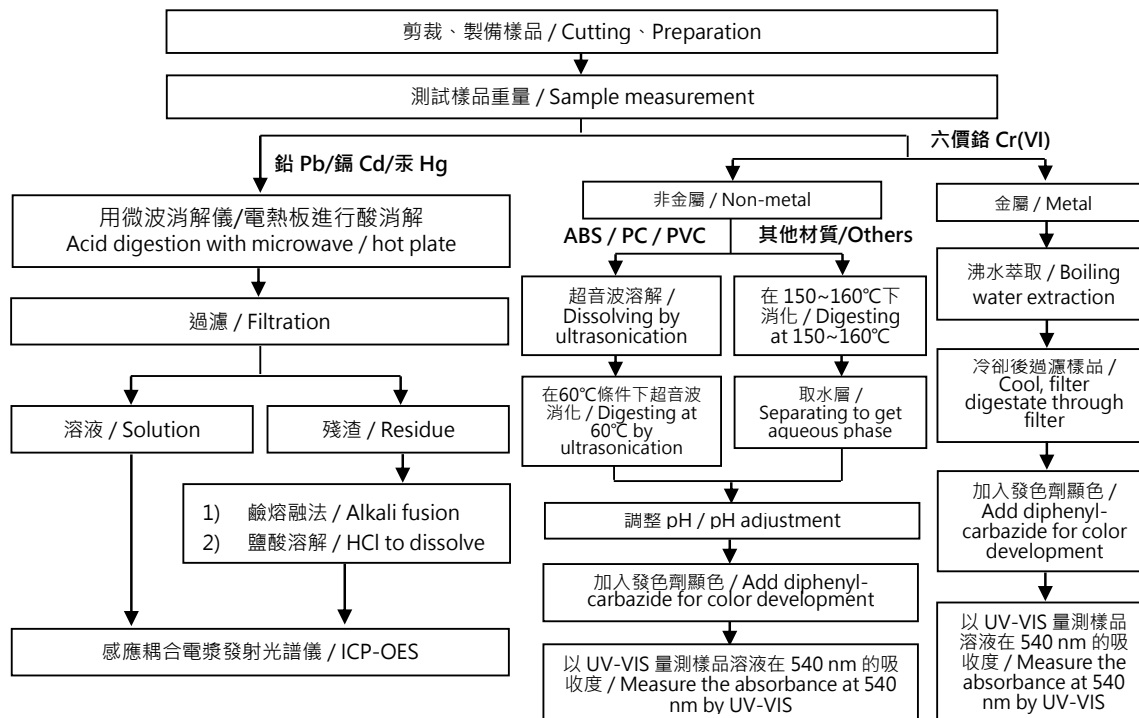 剪裁、製備樣品 / Cutting、Preparation
測試樣品重量 / Sample measurement
鉛 Pb/鎘 Cd/汞 Hg
用微波消解儀/電熱板進行酸消解
Acid digestion with microwave / hot plate
過濾 / Filtration
溶液 / Solution
殘渣 / Residue
1) 鹼熔融法 / Alkali fusion
2) 鹽酸溶解 / HCl to dissolve
感應耦合電漿發射光譜儀 / ICP-OES
六價鉻 Cr(VI)
非金屬 / Non-metal
ABS / PC / PVC
超音波溶解 /
Dissolving by
ultrasonication
在60℃條件下超音波
消化 / Digesting at
60℃ by
ultrasonication
其他材質/Others
在 150~160℃下
消化 / Digesting
at 150~160℃
取水層 /
Separating to get
aqueous phase
調整 pH / pH adjustment
加入發色劑顯色 / Add diphenyl-
carbazide for color development
以 UV-VIS 量測樣品溶液在 540 nm 的吸
收度 / Measure the absorbance at 540
nm by UV-VIS
金屬 / Metal
沸水萃取 / Boiling
water extraction
冷卻後過濾樣品 /
Cool, filter
digestate through
filter
加入發色劑顯色 /
Add diphenyl-
carbazide for color
development
以 UV-VIS 量測樣品
溶液在 540 nm 的吸
收度 / Measure the
absorbance at 540
nm by UV-VIS